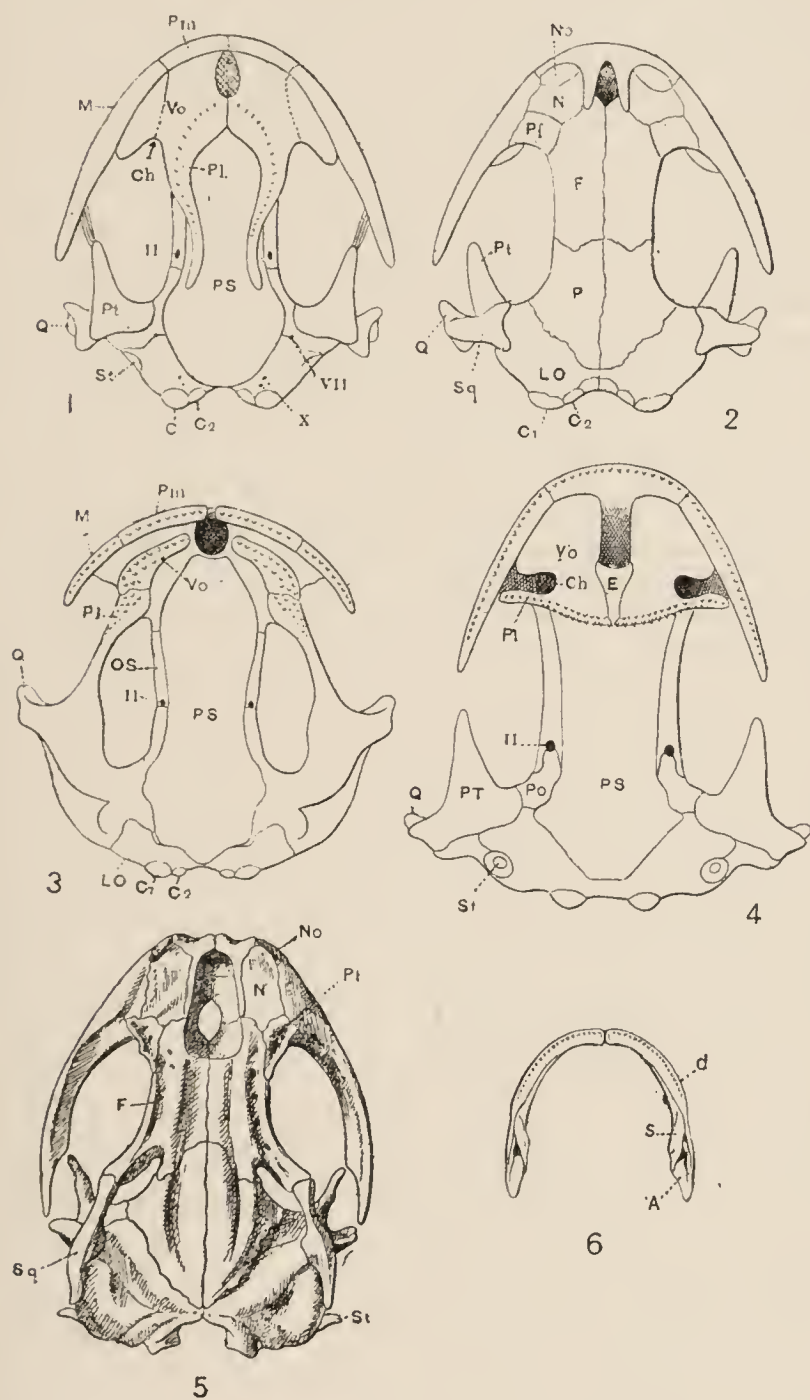 Pm
M
Vo
Ch
Pl.
II
PS
Q
Pt
St
VII
C
C2
X
1
No
N
Pf
F
Pt
P
Q
Sq
LO
C1
C2
2
Pm
M
Vo
Pl
Q
OS
II
PS
LO
C1
C2
3
Vo
Ch
E
Pl
II
Q
PT
Po
PS
St
4
No
Pt
N
F
Sq
St
5
d
S
A
6